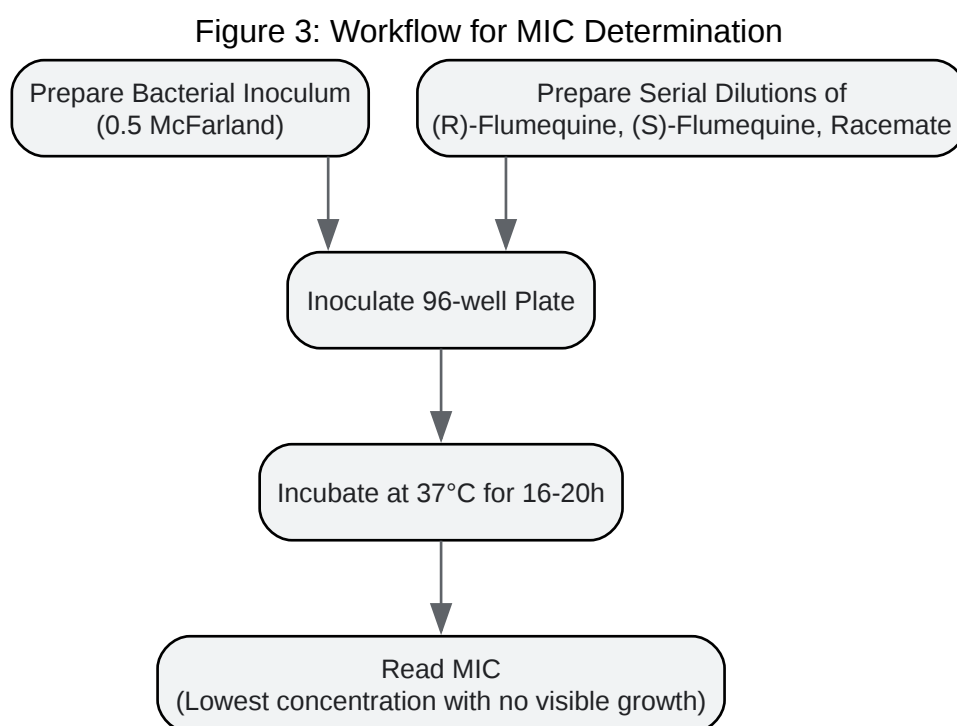 Figure 3: Workflow for MIC Determination
Prepare Bacterial Inoculum
(0.5 McFarland)
Prepare Serial Dilutions of
(R)-Flumequine, (S)-Flumequine, Racemate
Inoculate 96-well Plate
Incubate at 37°C for 16-20h
Read MIC
(Lowest concentration with no visible growth)